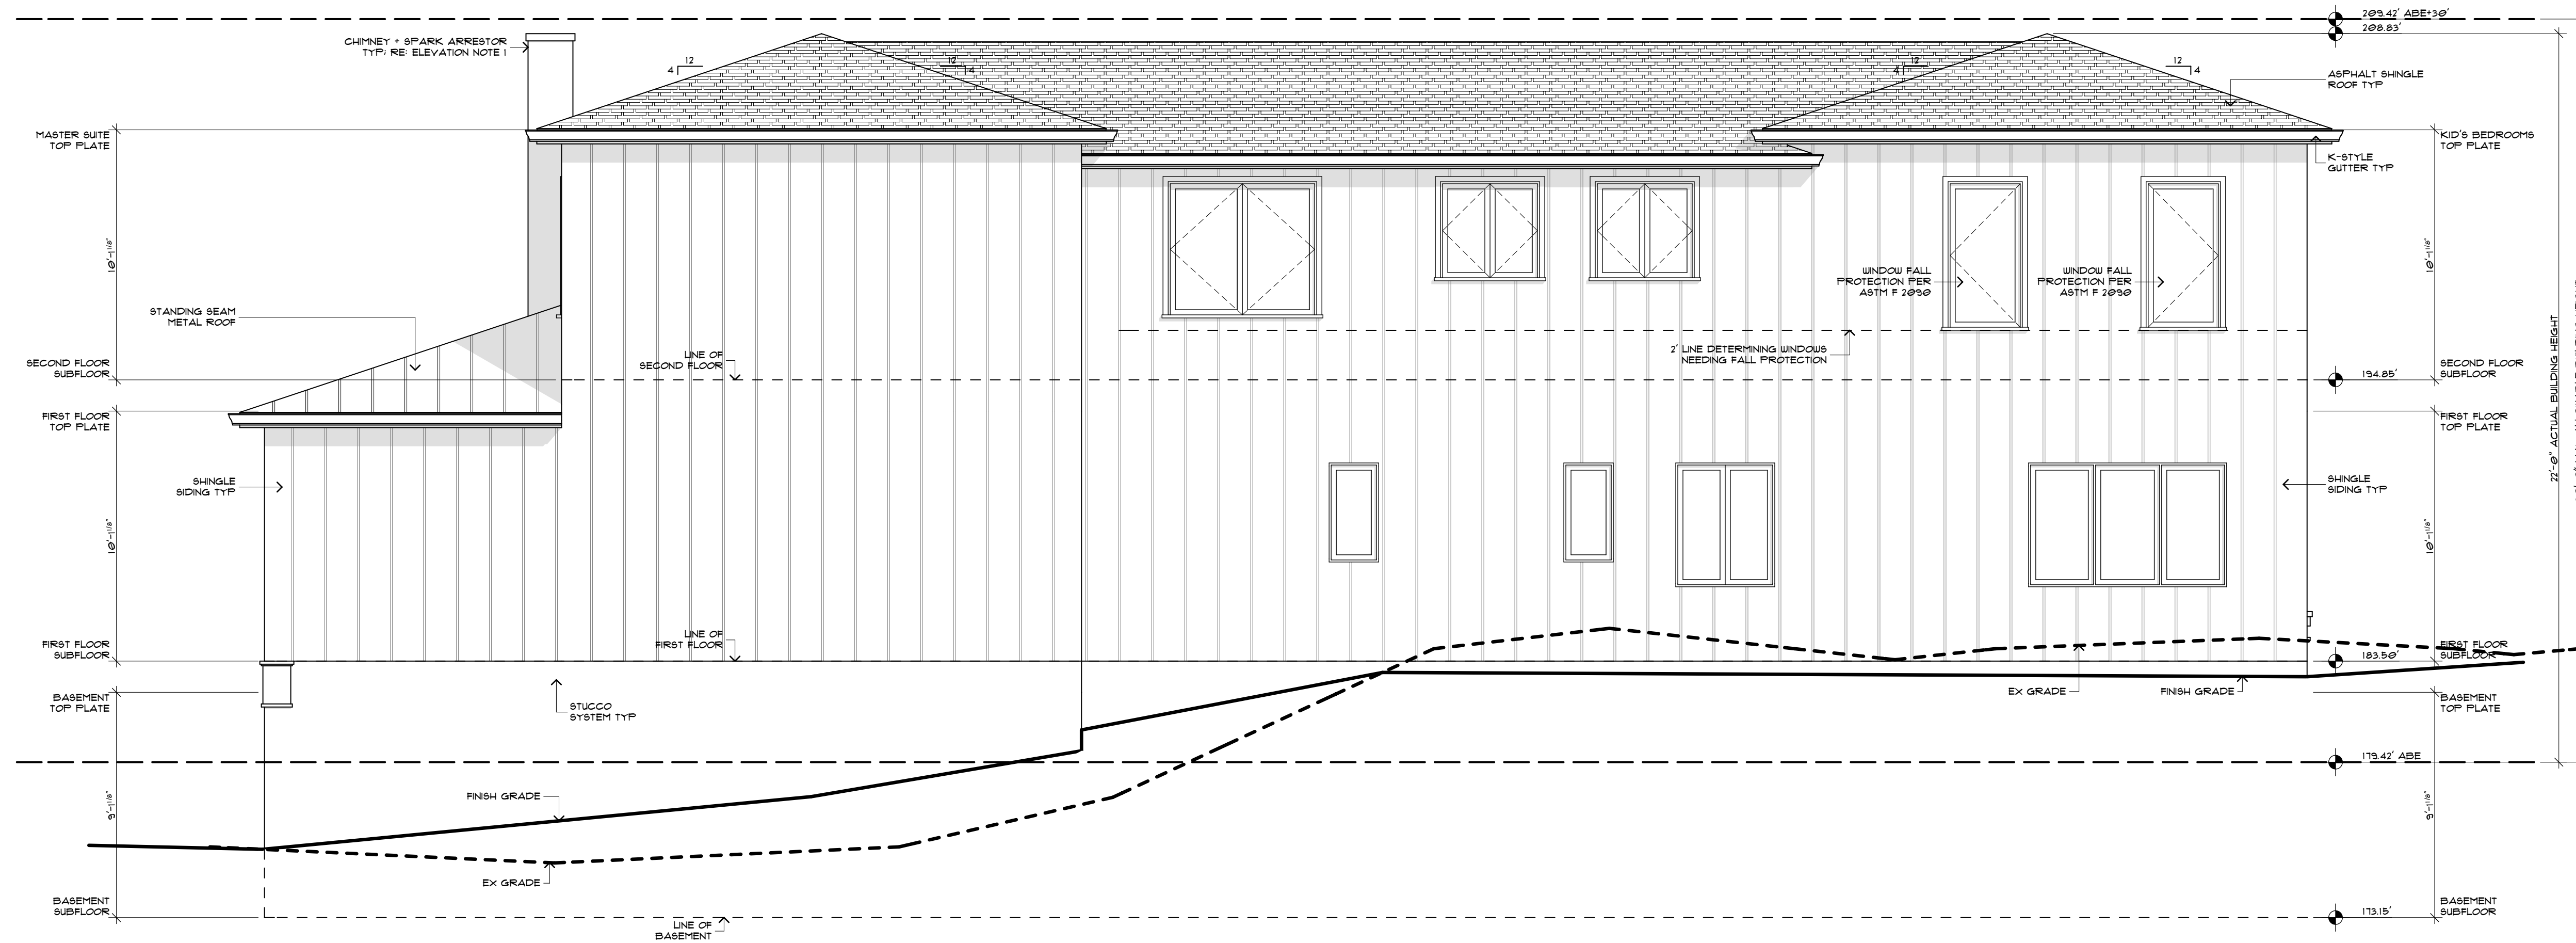 209.42' ABE+30'
208.83'
CHIMNEY + SPARK ARRESTOR
TYP; RE: ELEVATION NOTE 1
12
4
12
4
12
4
12
4
ASPHALT SHINGLE
ROOF TYP
MASTER SUITE
TOP PLATE
KID'S BEDROOMS
TOP PLATE
K-STYLE
GUTTER TYP
10'-1 1/8"
10'-1 1/8"
WINDOW FALL
PROTECTION PER
ASTM F 2090
WINDOW FALL
PROTECTION PER
ASTM F 2090
STANDING SEAM
METAL ROOF
2' LINE DETERMINING WINDOWS
NEEDING FALL PROTECTION
LINE OF
SECOND FLOOR
SECOND FLOOR
SUBFLOOR
194.85'
SECOND FLOOR
SUBFLOOR
22'-0" ACTUAL BUILDING HEIGHT
FIRST FLOOR
TOP PLATE
FIRST FLOOR
TOP PLATE
SHINGLE
SIDING TYP
SHINGLE
SIDING TYP
10'-1 1/8"
10'-1 1/8"
LINE OF
FIRST FLOOR
FIRST FLOOR
SUBFLOOR
183.50'
FIRST FLOOR
SUBFLOOR
EX GRADE
FINISH GRADE
BASEMENT
TOP PLATE
BASEMENT
TOP PLATE
STUCCO
SYSTEM TYP
179.42' ABE
FINISH GRADE
9'-1 1/8"
9'-1 1/8"
EX GRADE
BASEMENT
SUBFLOOR
173.15'
BASEMENT
SUBFLOOR
LINE OF
BASEMENT